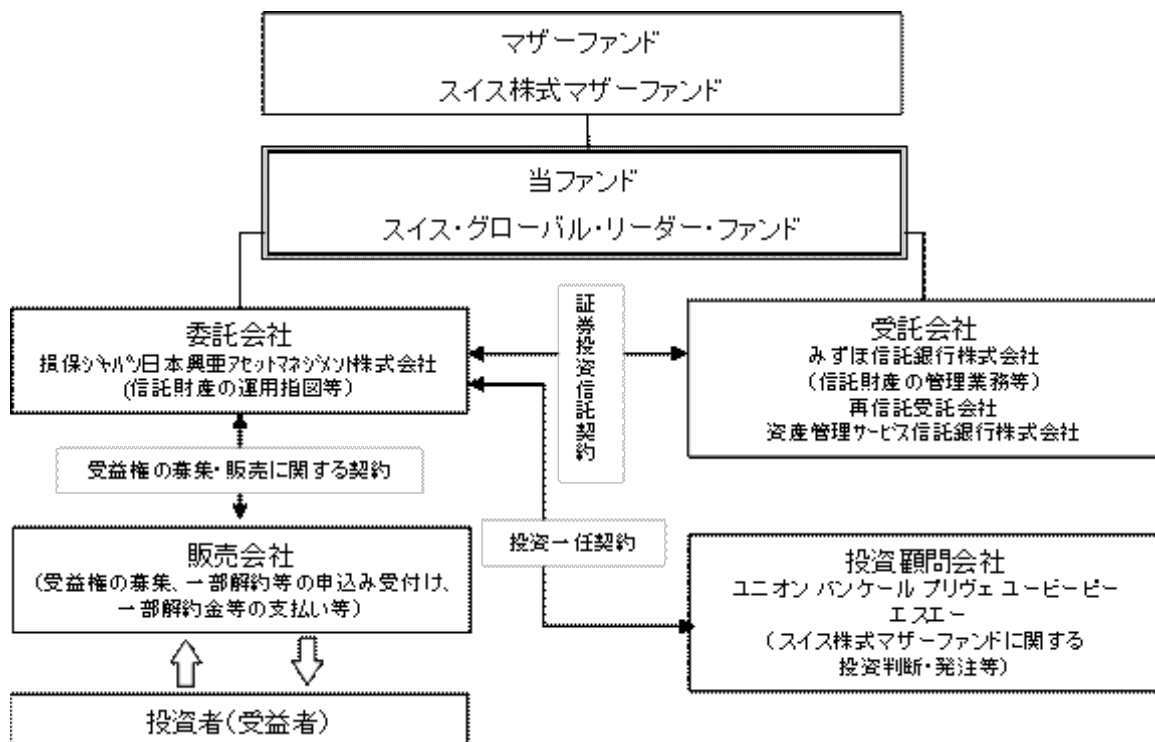 マザーファンド
スイス株式マザーファンド
当ファンド
スイス・グローバル・リーダー・ファンド
委託会社
損保ｼﾞｬﾊﾟﾝ日本興亜ｱｾｯﾄﾏﾈｼﾞﾒﾝﾄ株式会社
(信託財産の運用指図等)
証券投資信託契約
受託会社
みずほ信託銀行株式会社
(信託財産の管理業務等)
再信託受託会社
資産管理サービス信託銀行株式会社
受益権の募集・販売に関する契約
投資一任契約
販売会社
(受益権の募集、一部解約等の申込み受付け、
一部解約金等の支払い等)
投資顧問会社
ユニオン バンケール プリヴェ ユービーピー
エスエー
(スイス株式マザーファンドに関する
投資判断・発注等)
投資者(受益者)